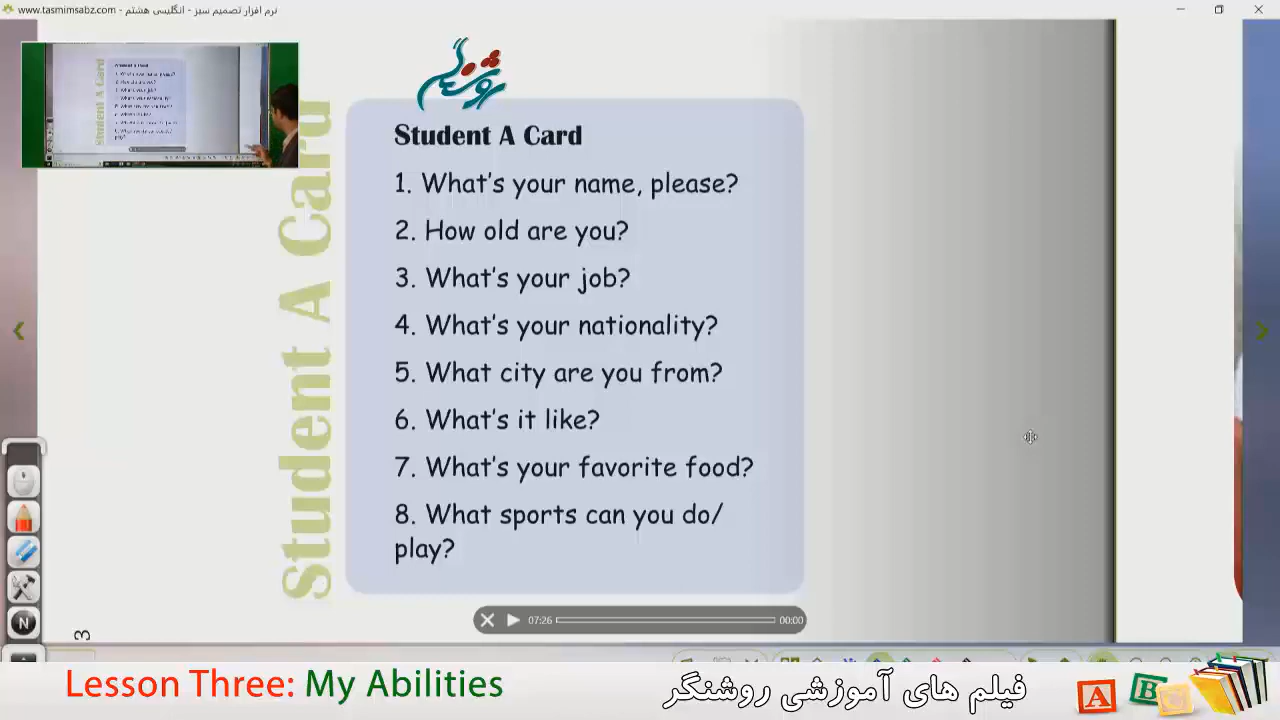 www.tasmimsabz.com - نرم افزار تصمیم سبز - انگلیسی هشتم
روشنگر
Student A Card
Student A Card
1. What's your name, please?
2. How old are you?
3. What's your job?
4. What's your nationality?
5. What city are you from?
6. What's it like?
7. What's your favorite food?
8. What sports can you do/
play?
07:26
00:00
3
N
Lesson Three: My Abilities
فیلم های آموزشی روشنگر
A
B